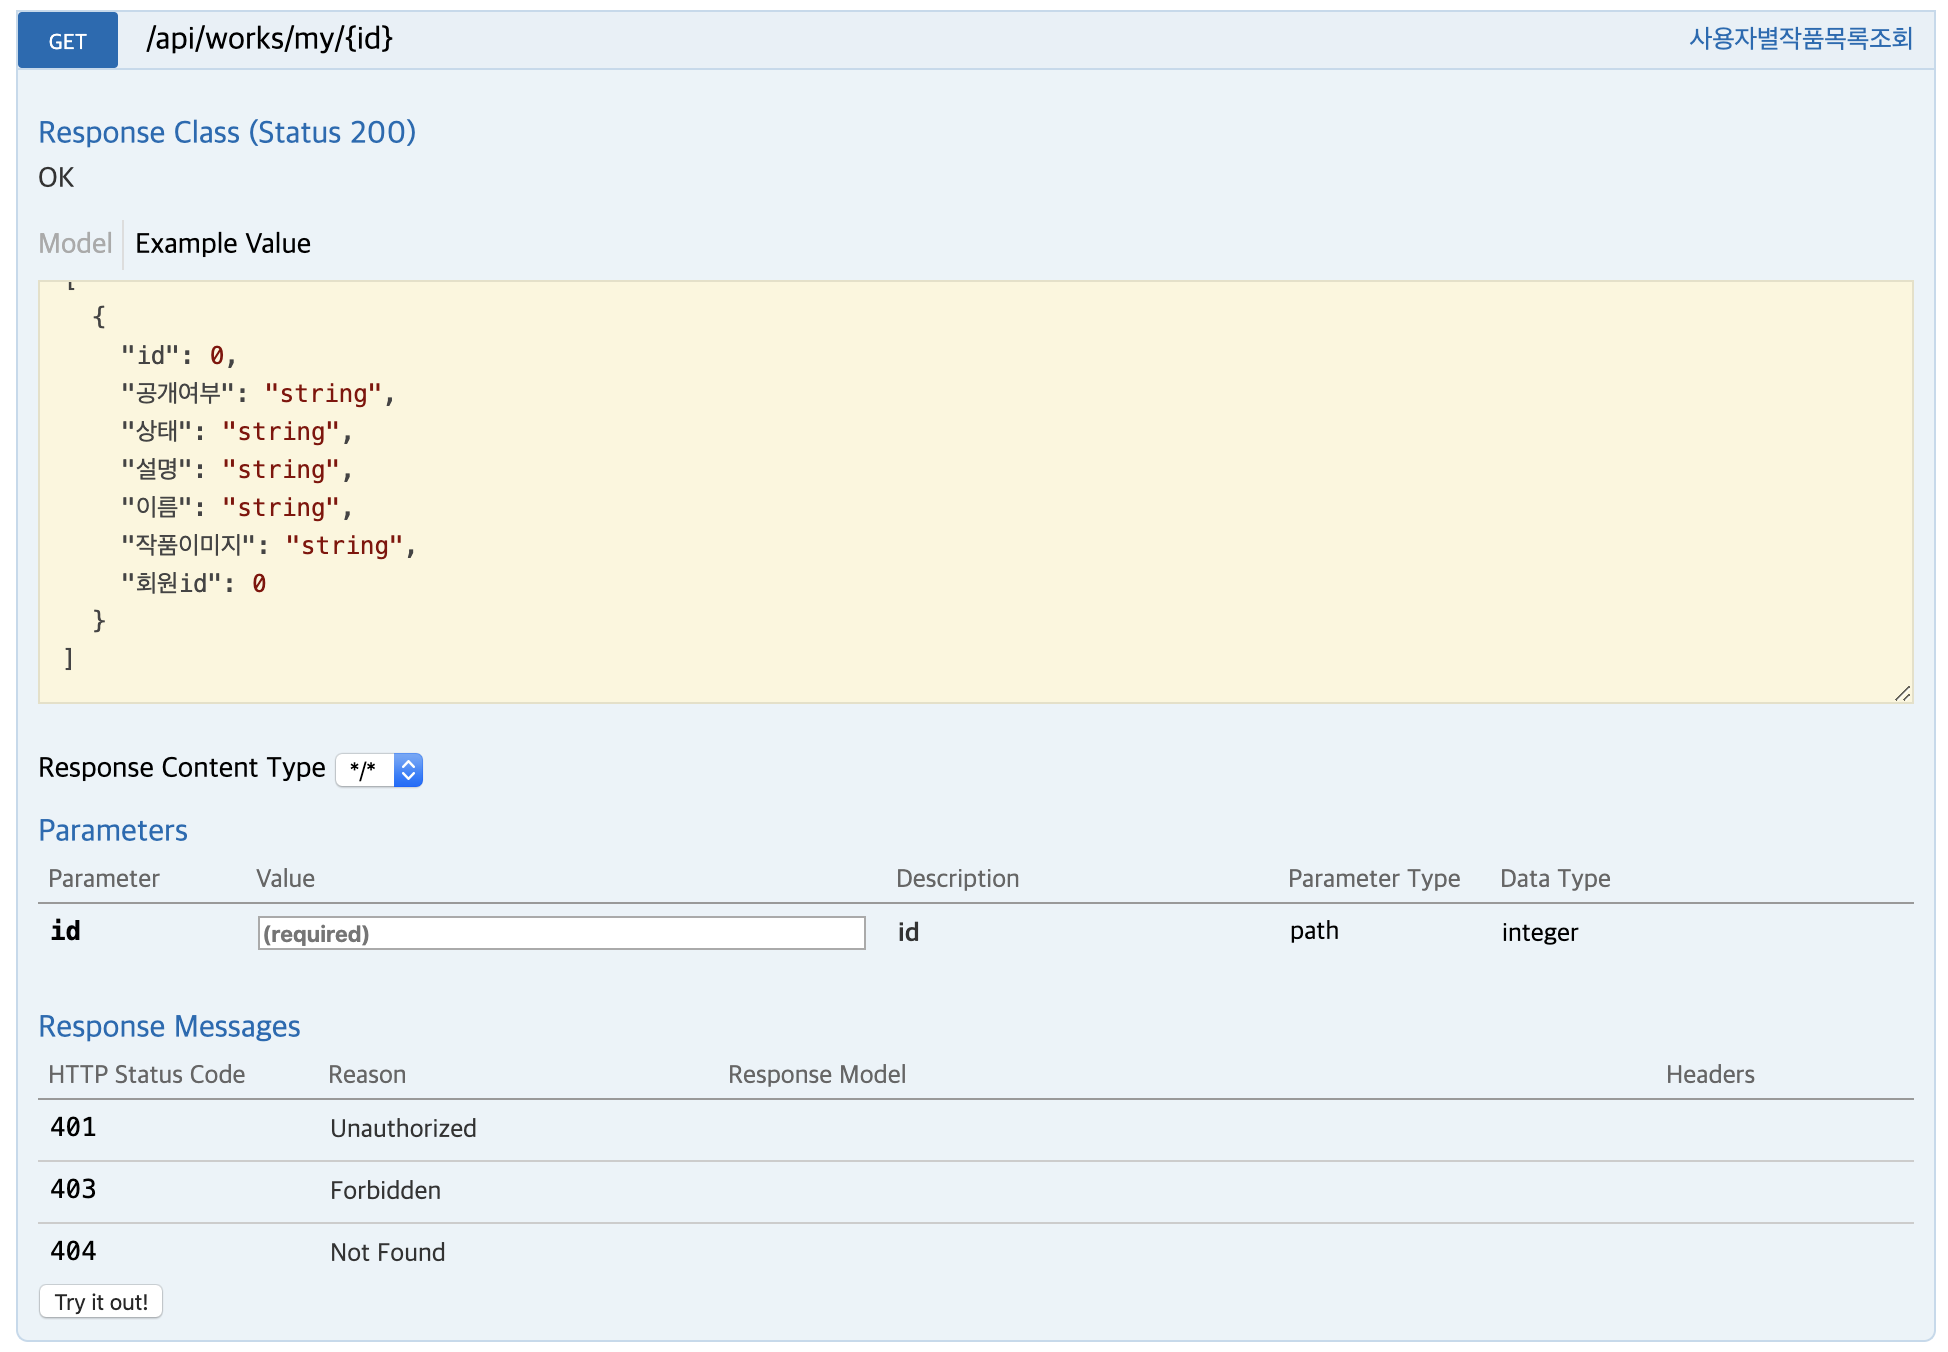 GET /api/works/my/{id} 사용자별작품목록조회
Response Class (Status 200)
OK
Model Example Value
[
{
"id": 0,
"공개여부": "string",
"상태": "string",
"설명": "string",
"이름": "string",
"작품이미지": "string",
"회원id": 0
}
]
Response Content Type */*
Parameters
Parameter Value Description Parameter Type Data Type
id (required) id path integer
Response Messages
HTTP Status Code Reason Response Model Headers
401 Unauthorized
403 Forbidden
404 Not Found
Try it out!